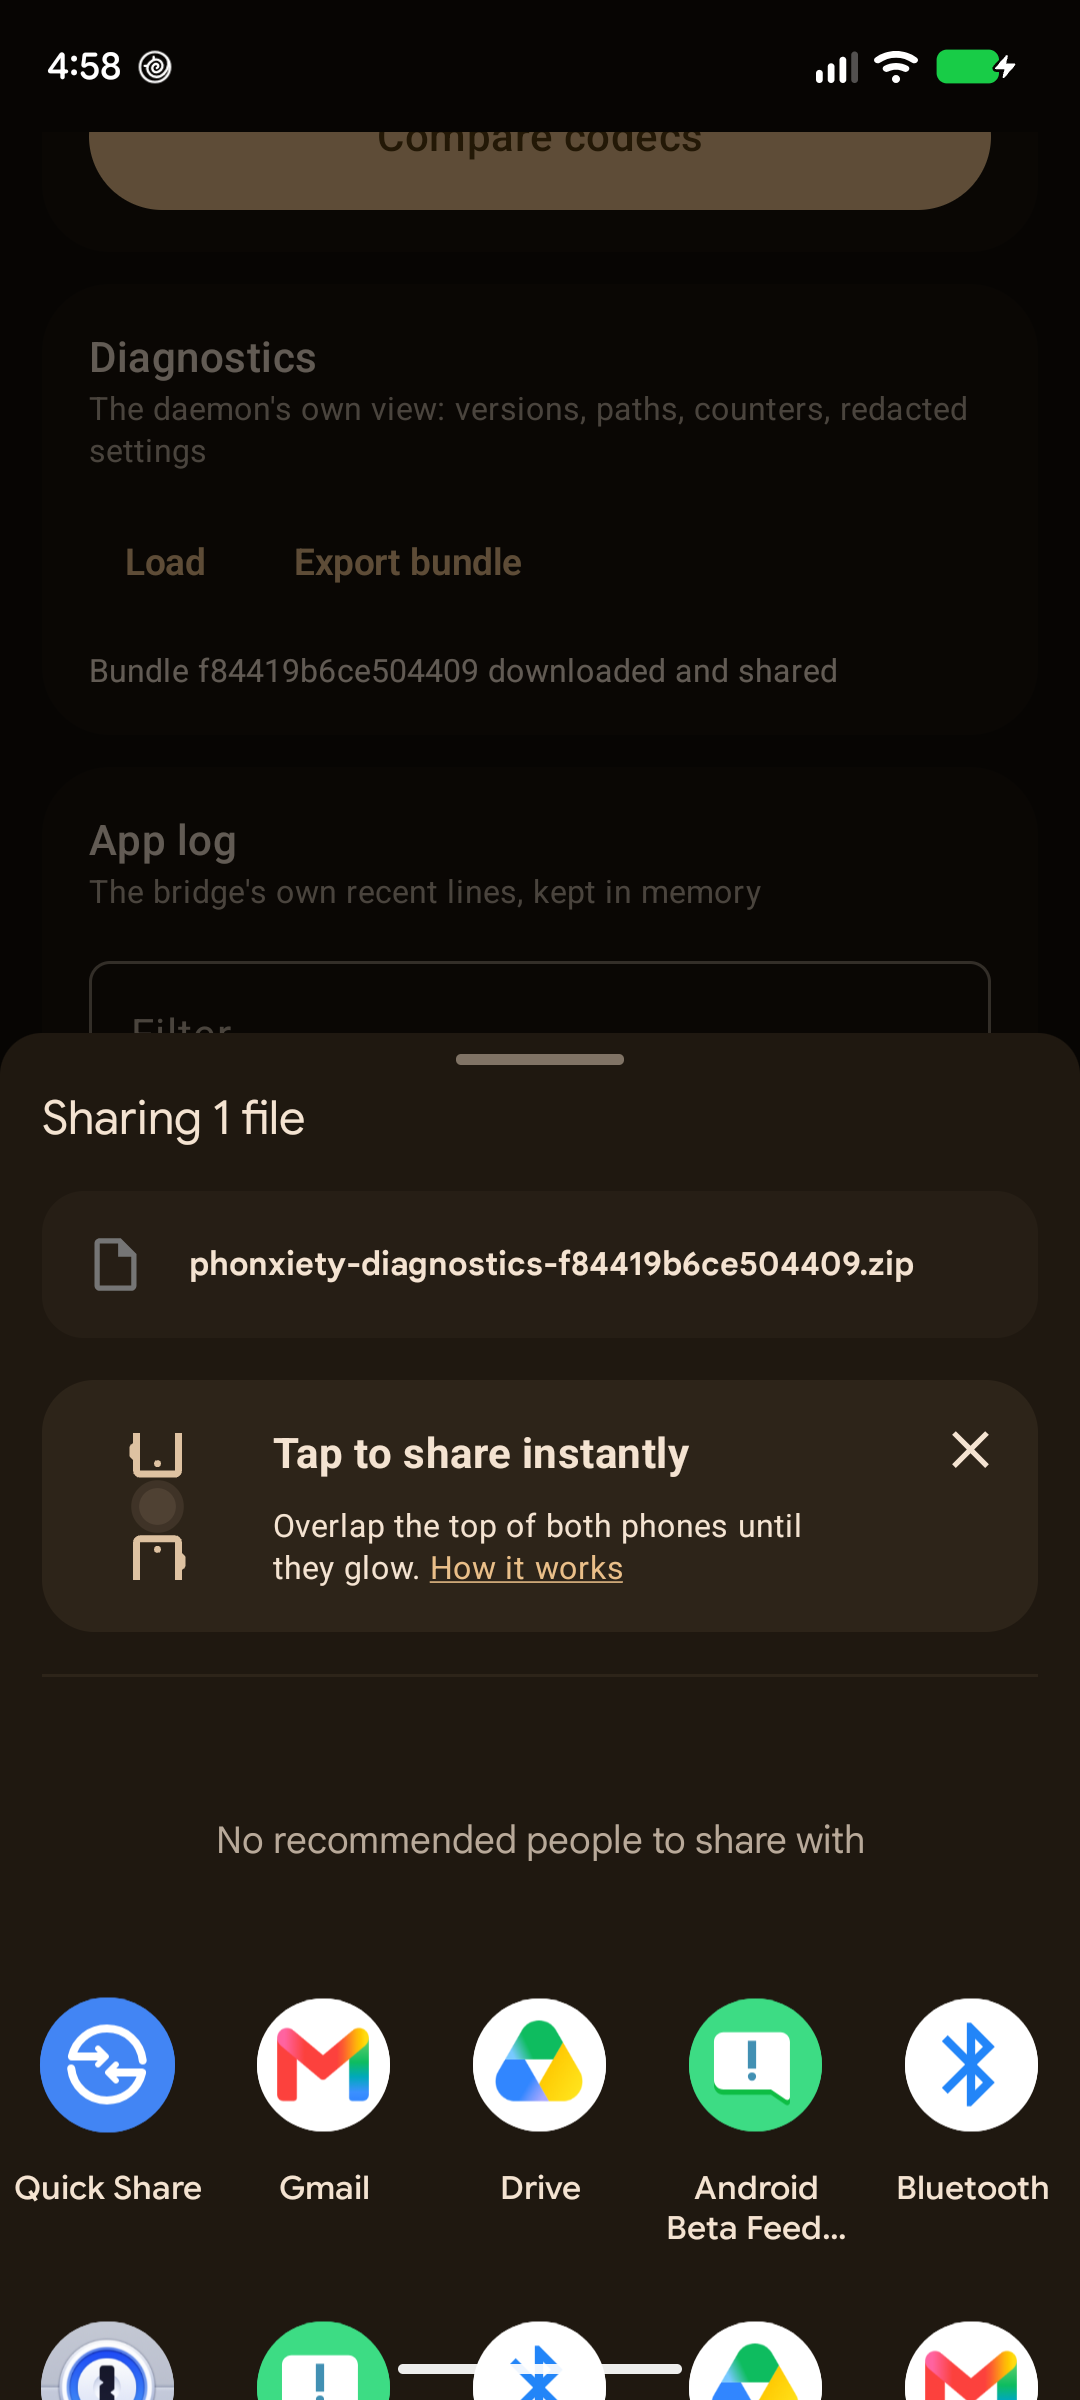 4:58
Compare codecs
Diagnostics
The daemon's own view: versions, paths, counters, redacted
settings
Load Export bundle
Bundle f84419b6ce504409 downloaded and shared
App log
The bridge's own recent lines, kept in memory
Filter
Sharing 1 file
phonxiety-diagnostics-f84419b6ce504409.zip
Tap to share instantly
Overlap the top of both phones until
they glow. How it works
No recommended people to share with
Quick Share Gmail Drive Android Bluetooth
Beta Feed...